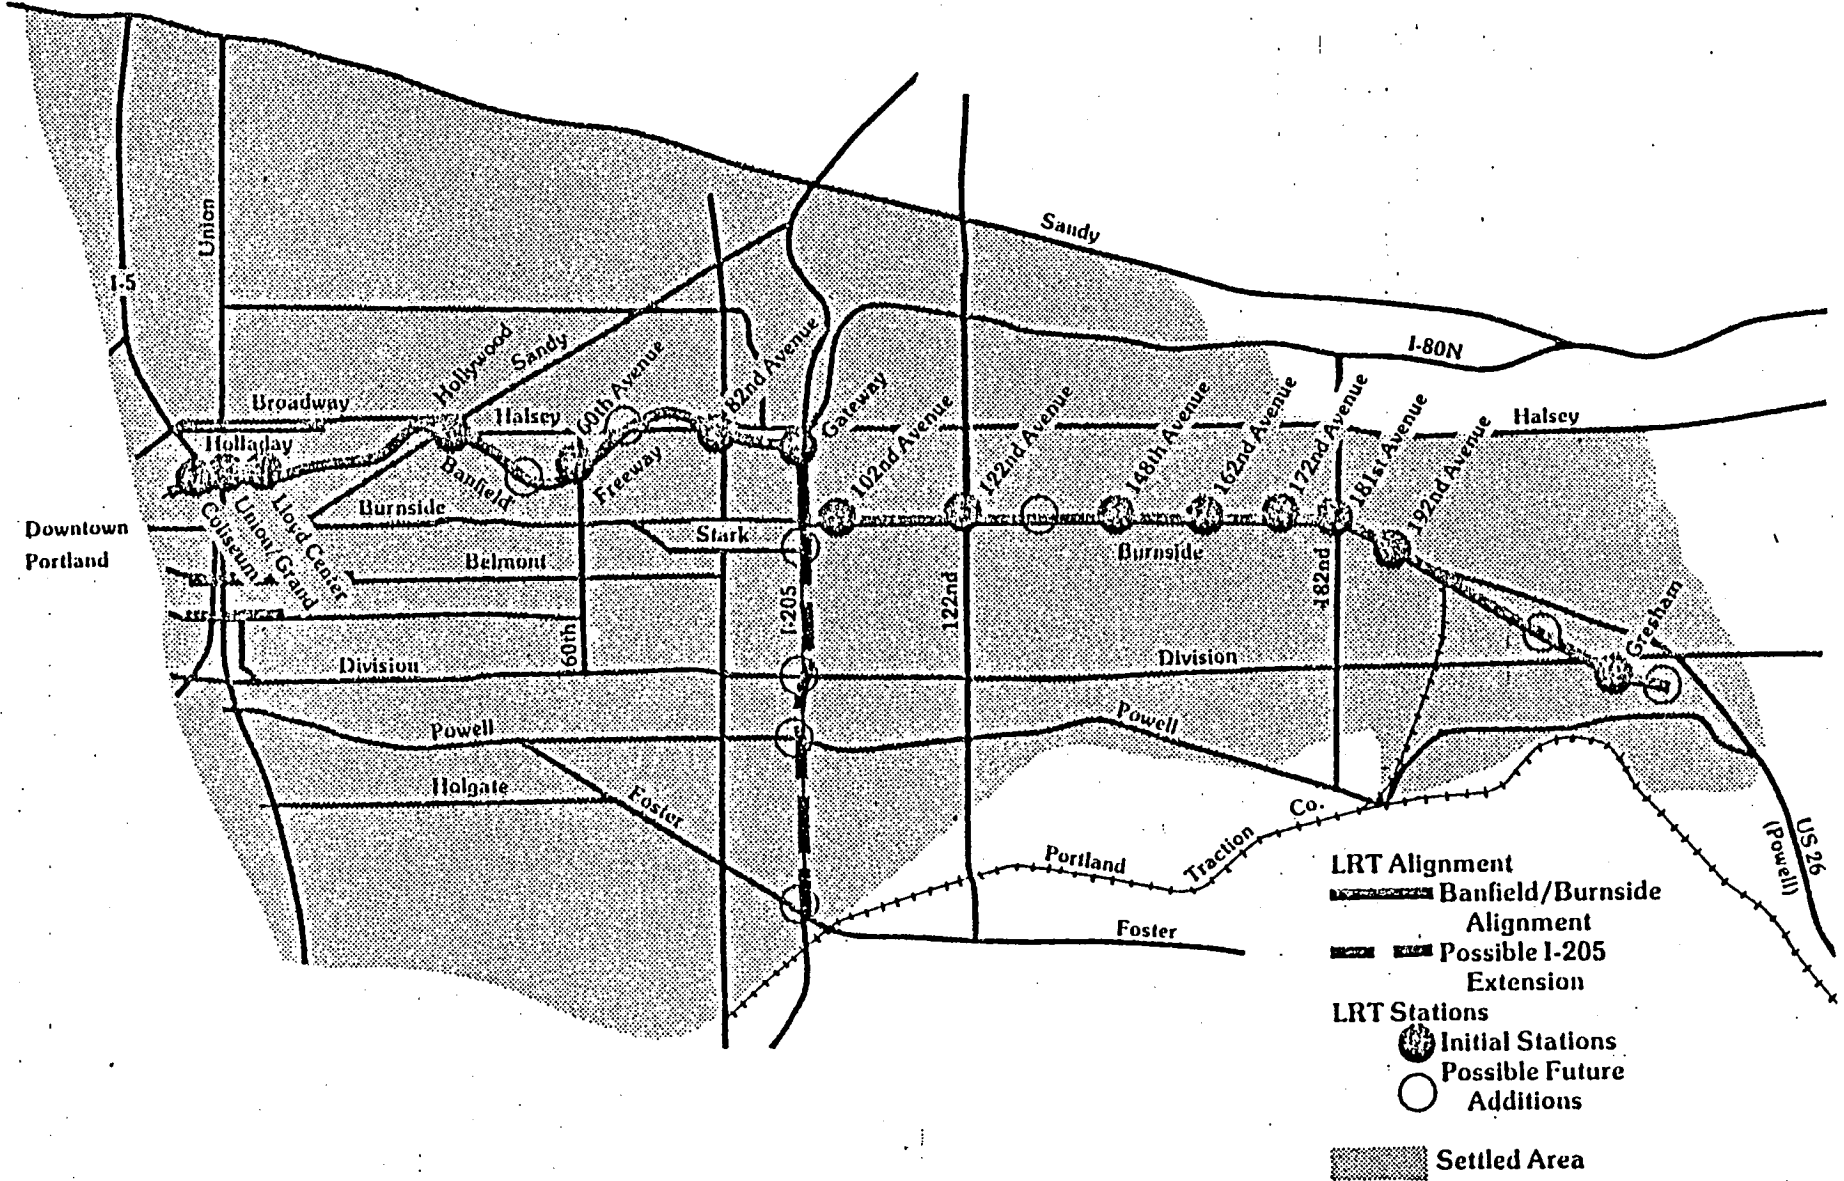 Sandy
Union
I-5
I-80N
Hollywood
Sandy
60th Avenue
82nd Avenue
Gateway
102nd Avenue
122nd Avenue
148th Avenue
162nd Avenue
172nd Avenue
181st Avenue
192nd Avenue
Broadway
Halsey
Halsey
Holladay
Banfield
Freeway
Downtown
Portland
Coliseum
Union/Grand
Lloyd Center
Burnside
Stark
Burnside
Belmont
I-205
122nd
182nd
60th
Gresham
Division
Division
Powell
Powell
Holgate
Foster
Portland
Traction
Co.
Foster
US 26
(Powell)
LRT Alignment
Banfield/Burnside
Alignment
Possible I-205
Extension
LRT Stations
Initial Stations
Possible Future
Additions
Settled Area